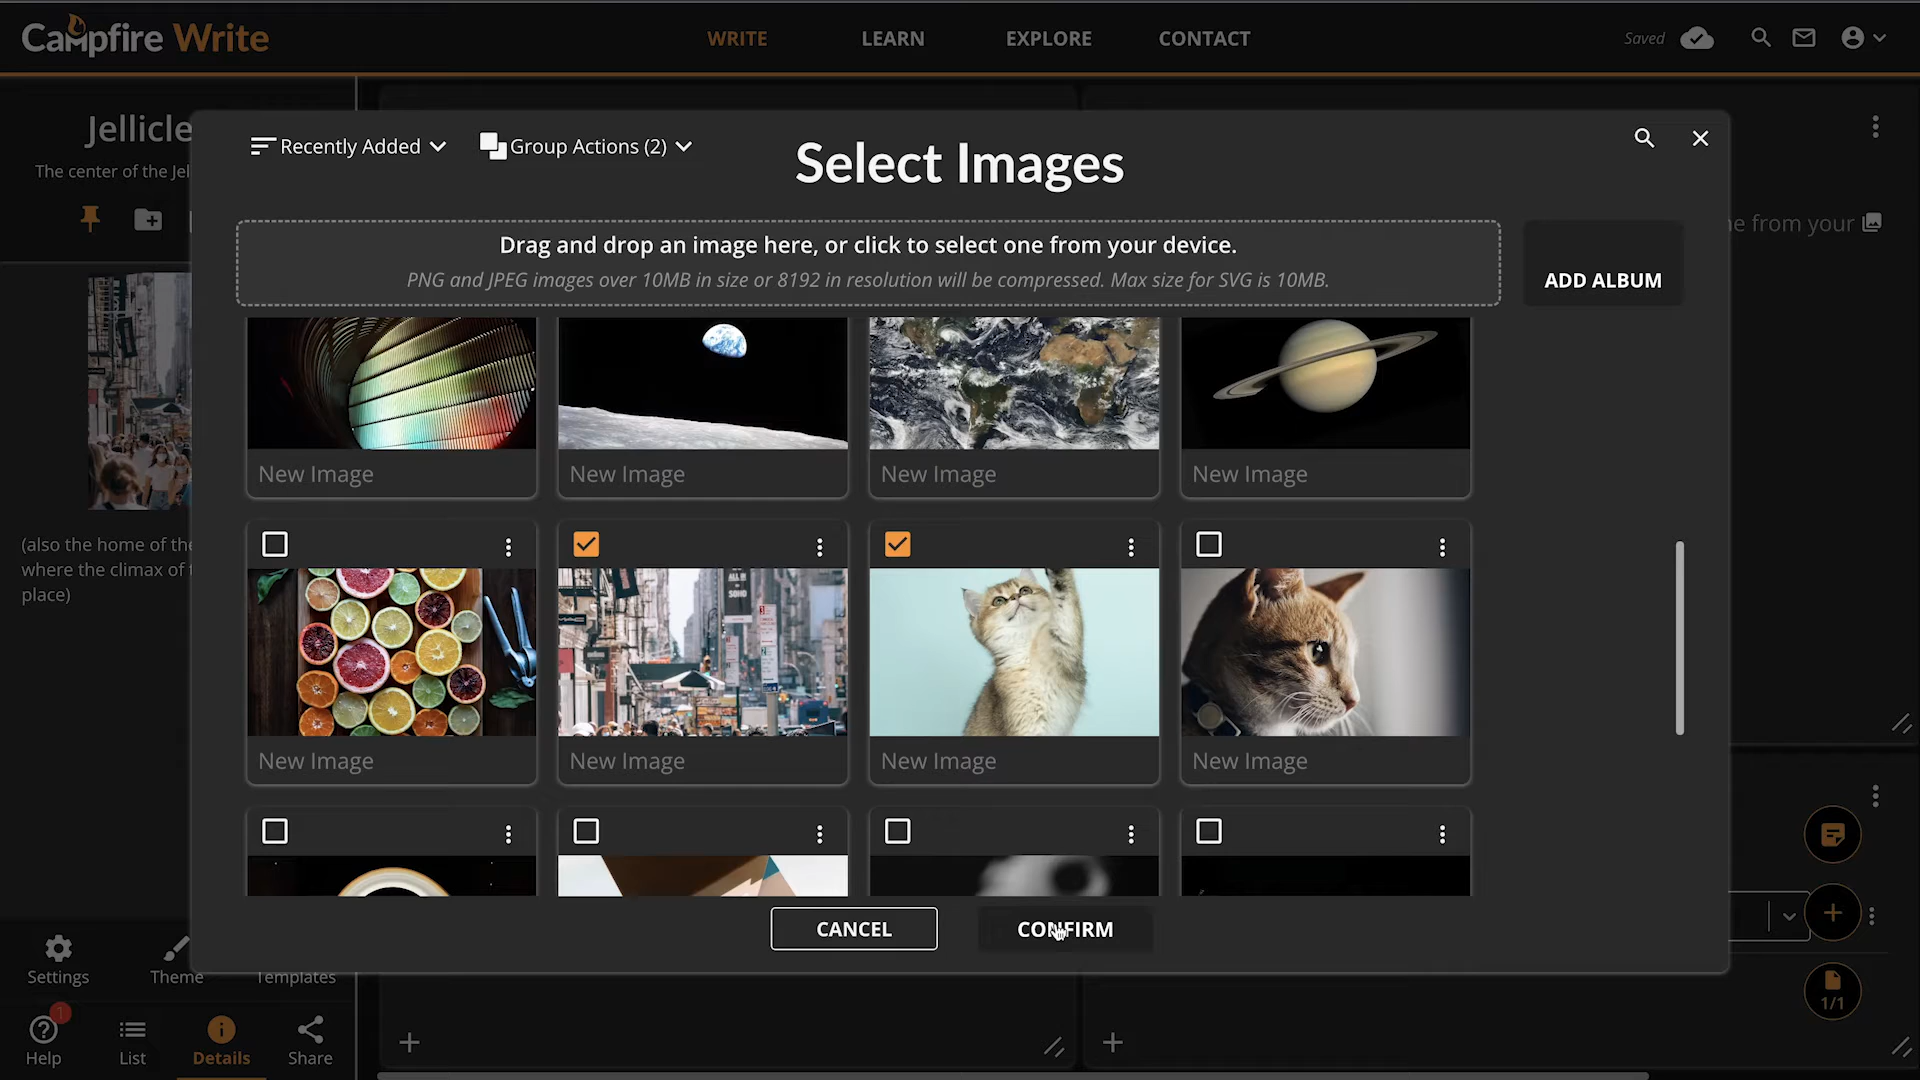 Campfire Write
WRITE
LEARN
EXPLORE
CONTACT
Saved
Jellicle
The center of the Jel
(also the home of the
where the climax of t
place)
Recently Added
Group Actions (2)
Select Images
Drag and drop an image here, or click to select one from your device.
PNG and JPEG images over 10MB in size or 8192 in resolution will be compressed. Max size for SVG is 10MB.
ADD ALBUM
e from your
New Image
New Image
New Image
New Image
ALL IN
SOHO
New Image
New Image
New Image
New Image
CANCEL
CONFIRM
Settings
Theme
Templates
1
Help
List
Details
Share
1/1